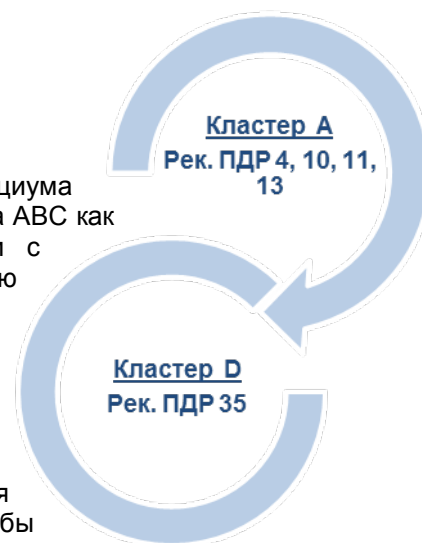 Кластер А
Рек. ПДР 4, 10, 11,
13
циума
а АВС как
и с
ю
Кластер D
Рек. ПДР 35
я
бы